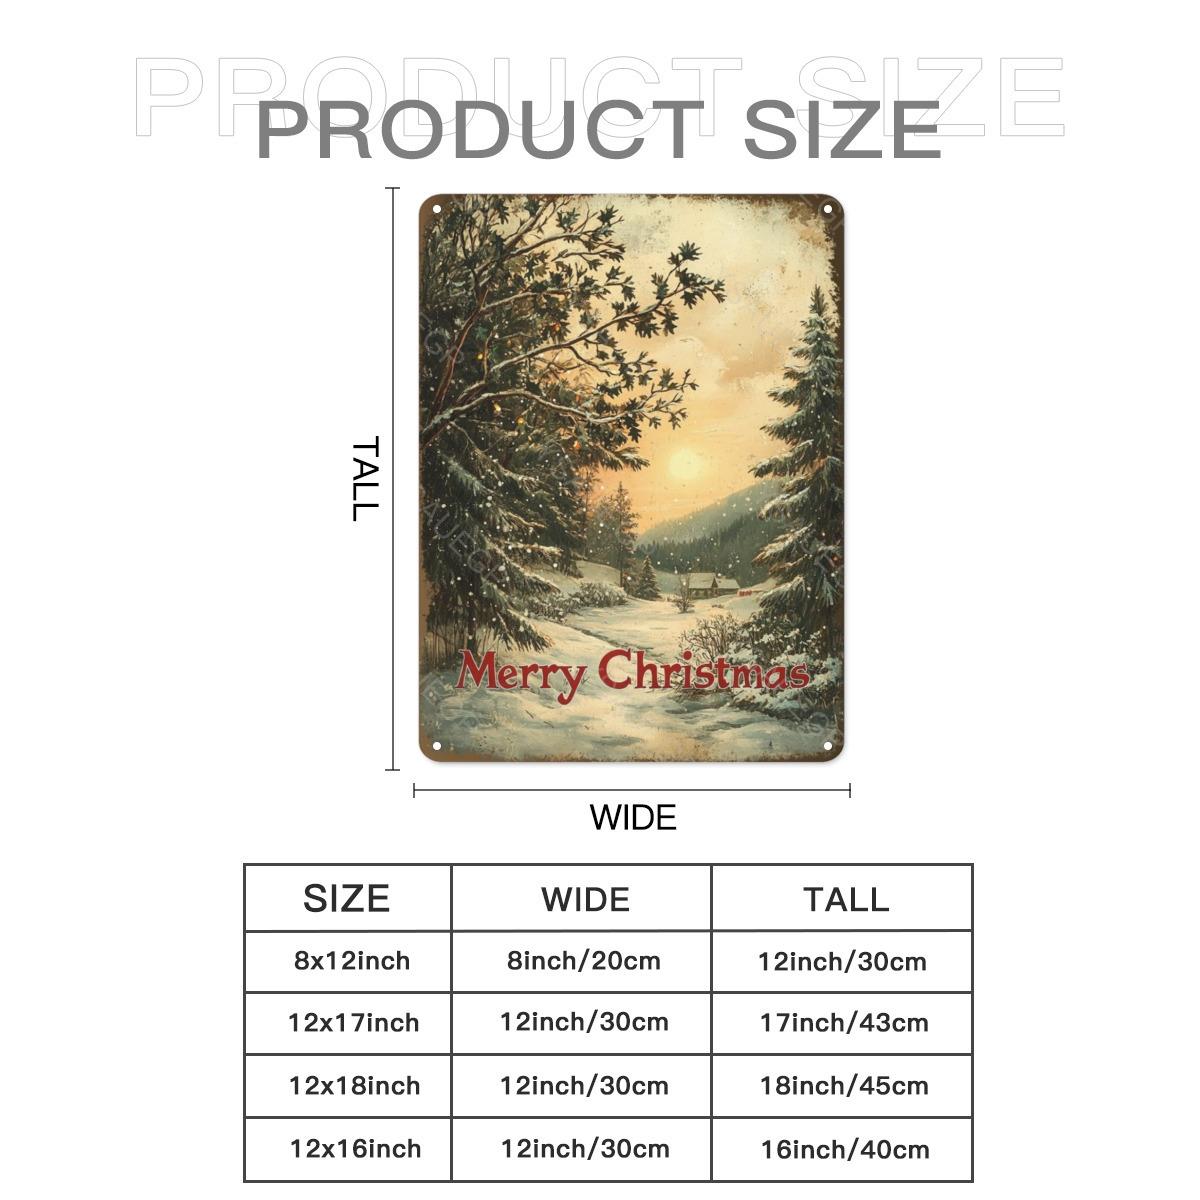 PRODUCT SIZE
PRODUCT SIZE
TALL
Merry Christmas
WIDE
SIZE WIDE TALL
8x12inch 8inch/20cm 12inch/30cm
12x17inch 12inch/30cm 17inch/43cm
12x18inch 12inch/30cm 18inch/45cm
12x16inch 12inch/30cm 16inch/40cm